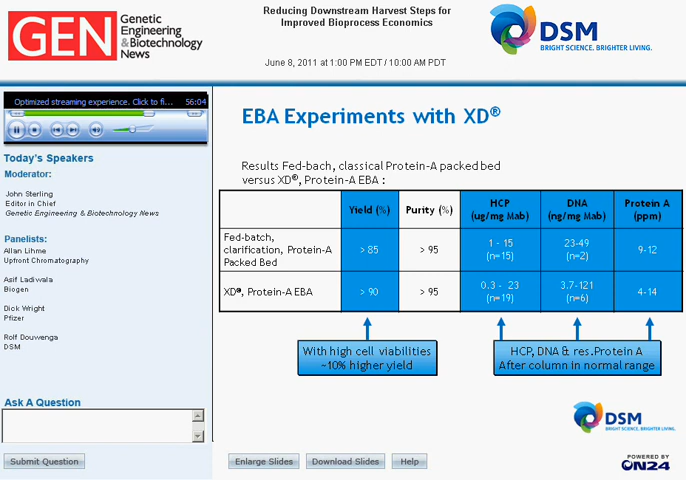 GEN Genetic
Engineering
& Biotechnology
News
Reducing Downstream Harvest Steps for
Improved Bioprocess Economics
June 8, 2011 at 1:00 PM EDT / 10:00 AM PDT
DSM
BRIGHT SCIENCE. BRIGHTER LIVING.
Optimized streaming experience. Click to fi... 56:04
Today's Speakers
Moderator:
John Sterling
Editor in Chief
Genetic Engineering & Biotechnology News
Panelists:
Allan Lihme
Upfront Chromatography
Asif Ladiwala
Biogen
Dick Wright
Pfizer
Rolf Douwenga
DSM
Ask A Question
Submit Question
EBA Experiments with XD®
Results Fed-bach, classical Protein-A packed bed
versus XD®, Protein-A EBA :
Yield (%) Purity (%) HCP (ug/mg Mab) DNA (ng/mg Mab) Protein A (ppm)
Fed-batch, clarification, Protein-A Packed Bed > 85 > 95 1 - 15 (n=15) 23-49 (n=2) 9-12
XD®, Protein-A EBA > 90 > 95 0.3 - 23 (n=19) 3.7-121 (n=6) 4-14
With high cell viabilities
~10% higher yield
HCP, DNA & res.Protein A
After column in normal range
DSM
BRIGHT SCIENCE. BRIGHTER LIVING.
Enlarge Slides Download Slides Help
POWERED BY
ON24